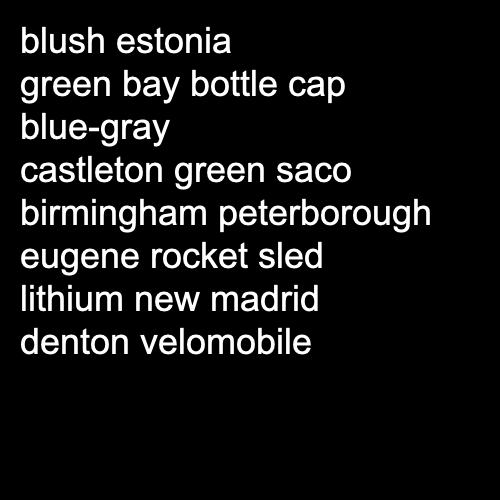 blush estonia
green bay bottle cap
blue-gray
castleton green saco
birmingham peterborough
eugene rocket sled
lithium new madrid
denton velomobile